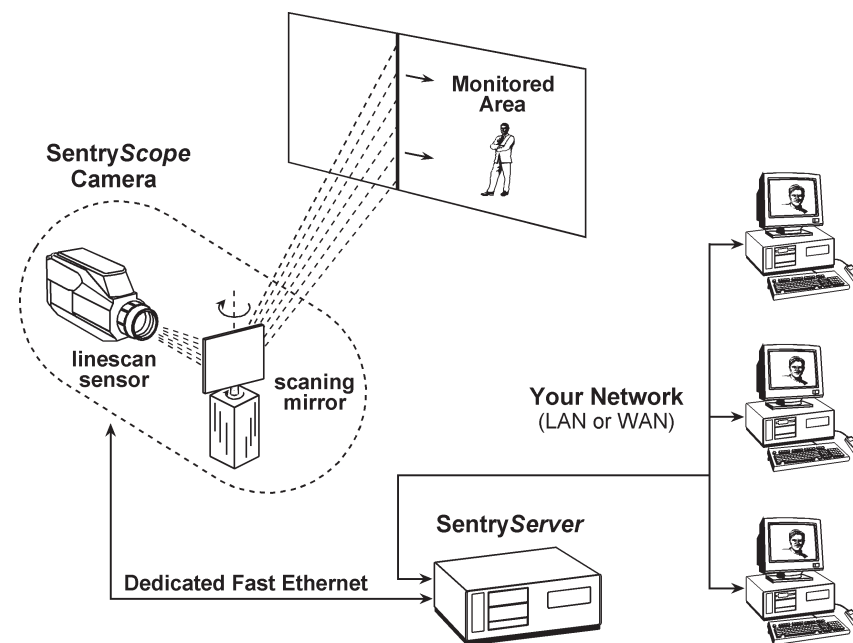 Monitored
Area
SentryScope
Camera
linescan
sensor
scaning
mirror
Your Network
(LAN or WAN)
SentryServer
Dedicated Fast Ethernet